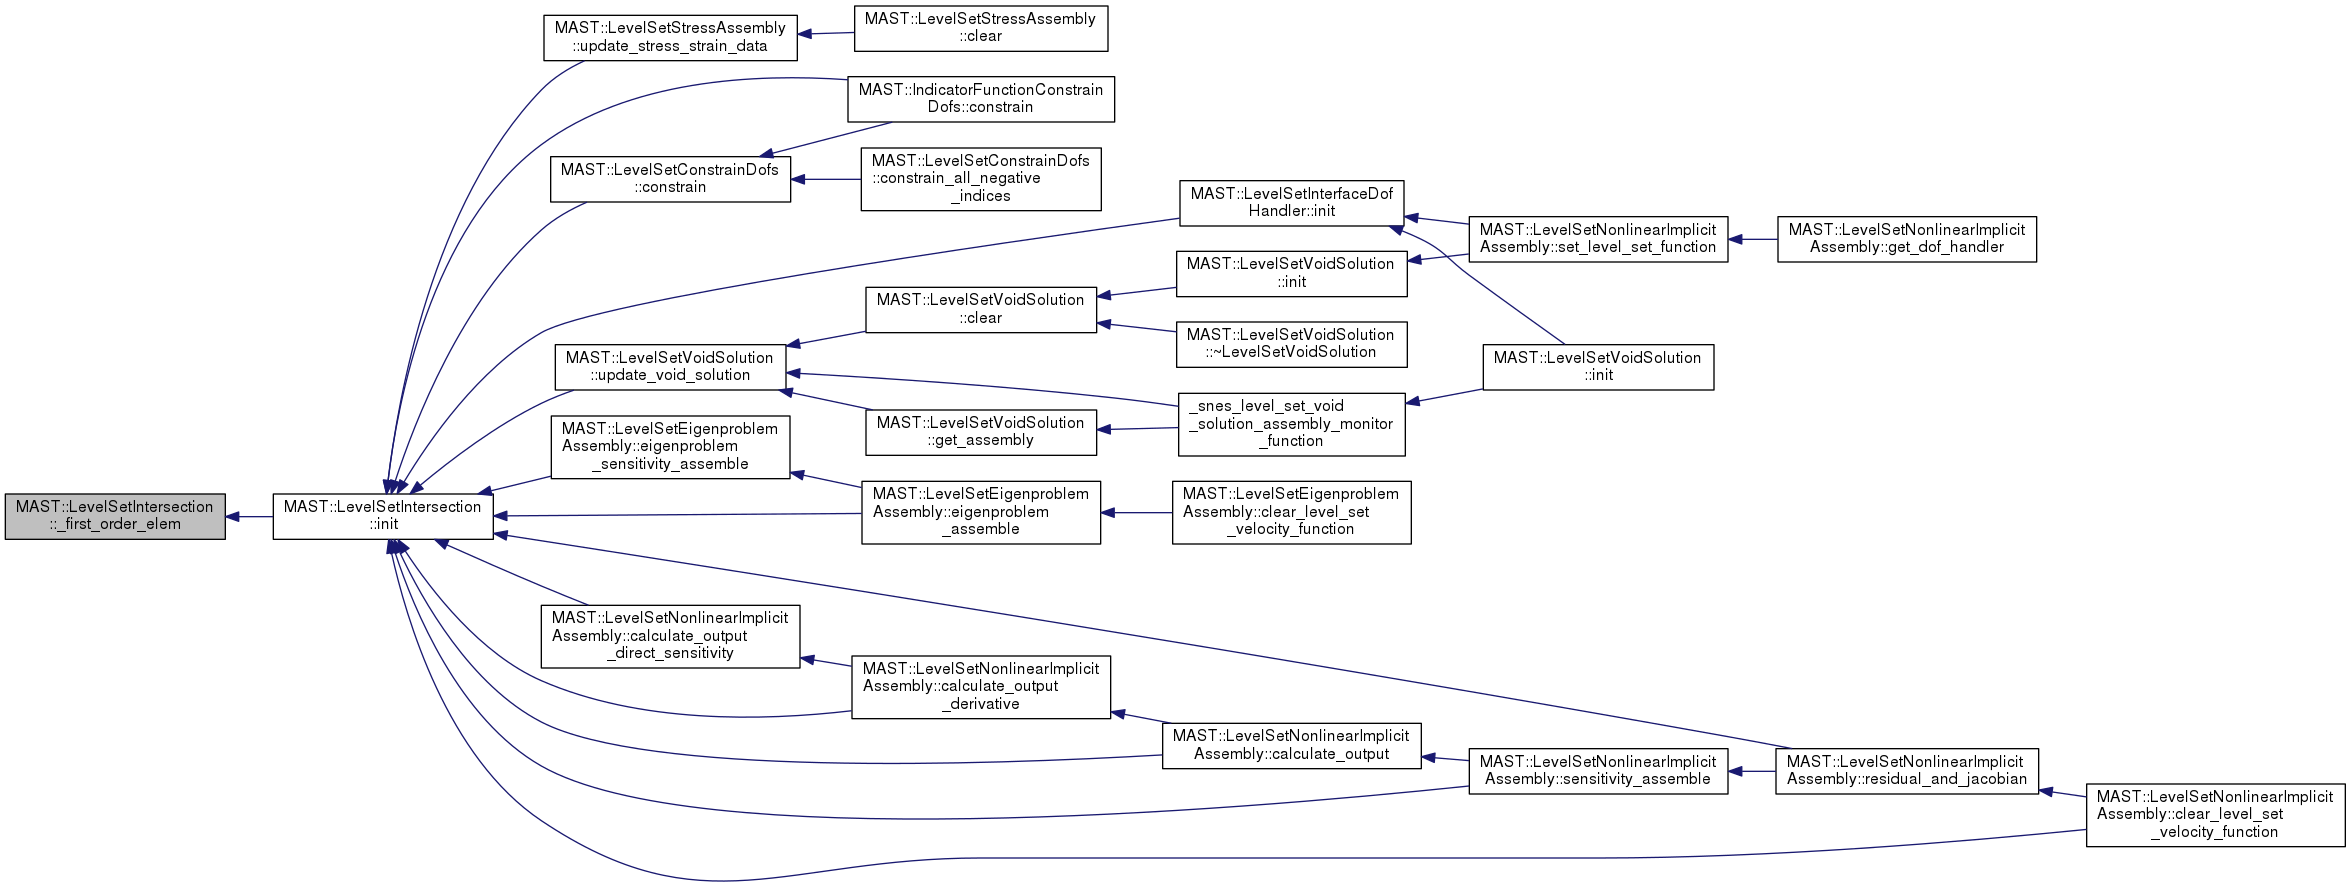 MAST::LevelSetStressAssembly
::update_stress_strain_data
MAST::LevelSetStressAssembly
::clear
MAST::IndicatorFunctionConstrain
Dofs::constrain
MAST::LevelSetConstrainDofs
::constrain
MAST::LevelSetConstrainDofs
::constrain_all_negative
_indices
MAST::LevelSetInterfaceDof
Handler::init
MAST::LevelSetNonlinearImplicit
Assembly::set_level_set_function
MAST::LevelSetNonlinearImplicit
Assembly::get_dof_handler
MAST::LevelSetVoidSolution
::init
MAST::LevelSetVoidSolution
::clear
MAST::LevelSetVoidSolution
::~LevelSetVoidSolution
MAST::LevelSetVoidSolution
::update_void_solution
MAST::LevelSetVoidSolution
::init
_snes_level_set_void
_solution_assembly_monitor
_function
MAST::LevelSetVoidSolution
::get_assembly
MAST::LevelSetEigenproblem
Assembly::eigenproblem
_sensitivity_assemble
MAST::LevelSetIntersection
::_first_order_elem
MAST::LevelSetIntersection
::init
MAST::LevelSetEigenproblem
Assembly::eigenproblem
_assemble
MAST::LevelSetEigenproblem
Assembly::clear_level_set
_velocity_function
MAST::LevelSetNonlinearImplicit
Assembly::calculate_output
_direct_sensitivity
MAST::LevelSetNonlinearImplicit
Assembly::calculate_output
_derivative
MAST::LevelSetNonlinearImplicit
Assembly::calculate_output
MAST::LevelSetNonlinearImplicit
Assembly::sensitivity_assemble
MAST::LevelSetNonlinearImplicit
Assembly::residual_and_jacobian
MAST::LevelSetNonlinearImplicit
Assembly::clear_level_set
_velocity_function